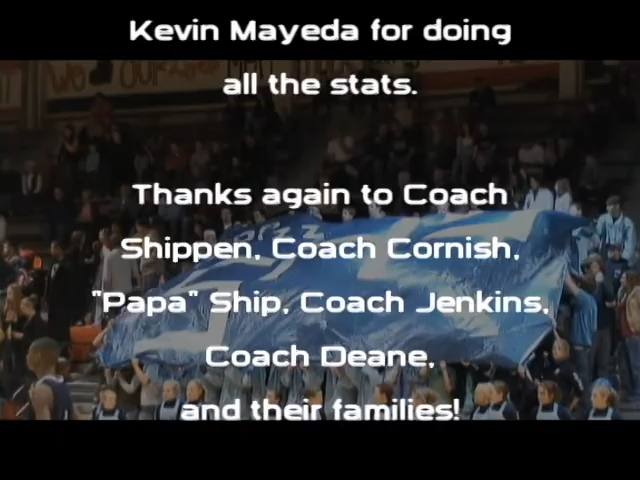 Kevin Mayeda for doing
all the stats.
Thanks again to Coach
Shippen, Coach Cornish,
"Papa" Ship, Coach Jenkins,
Coach Deane,
and their families!